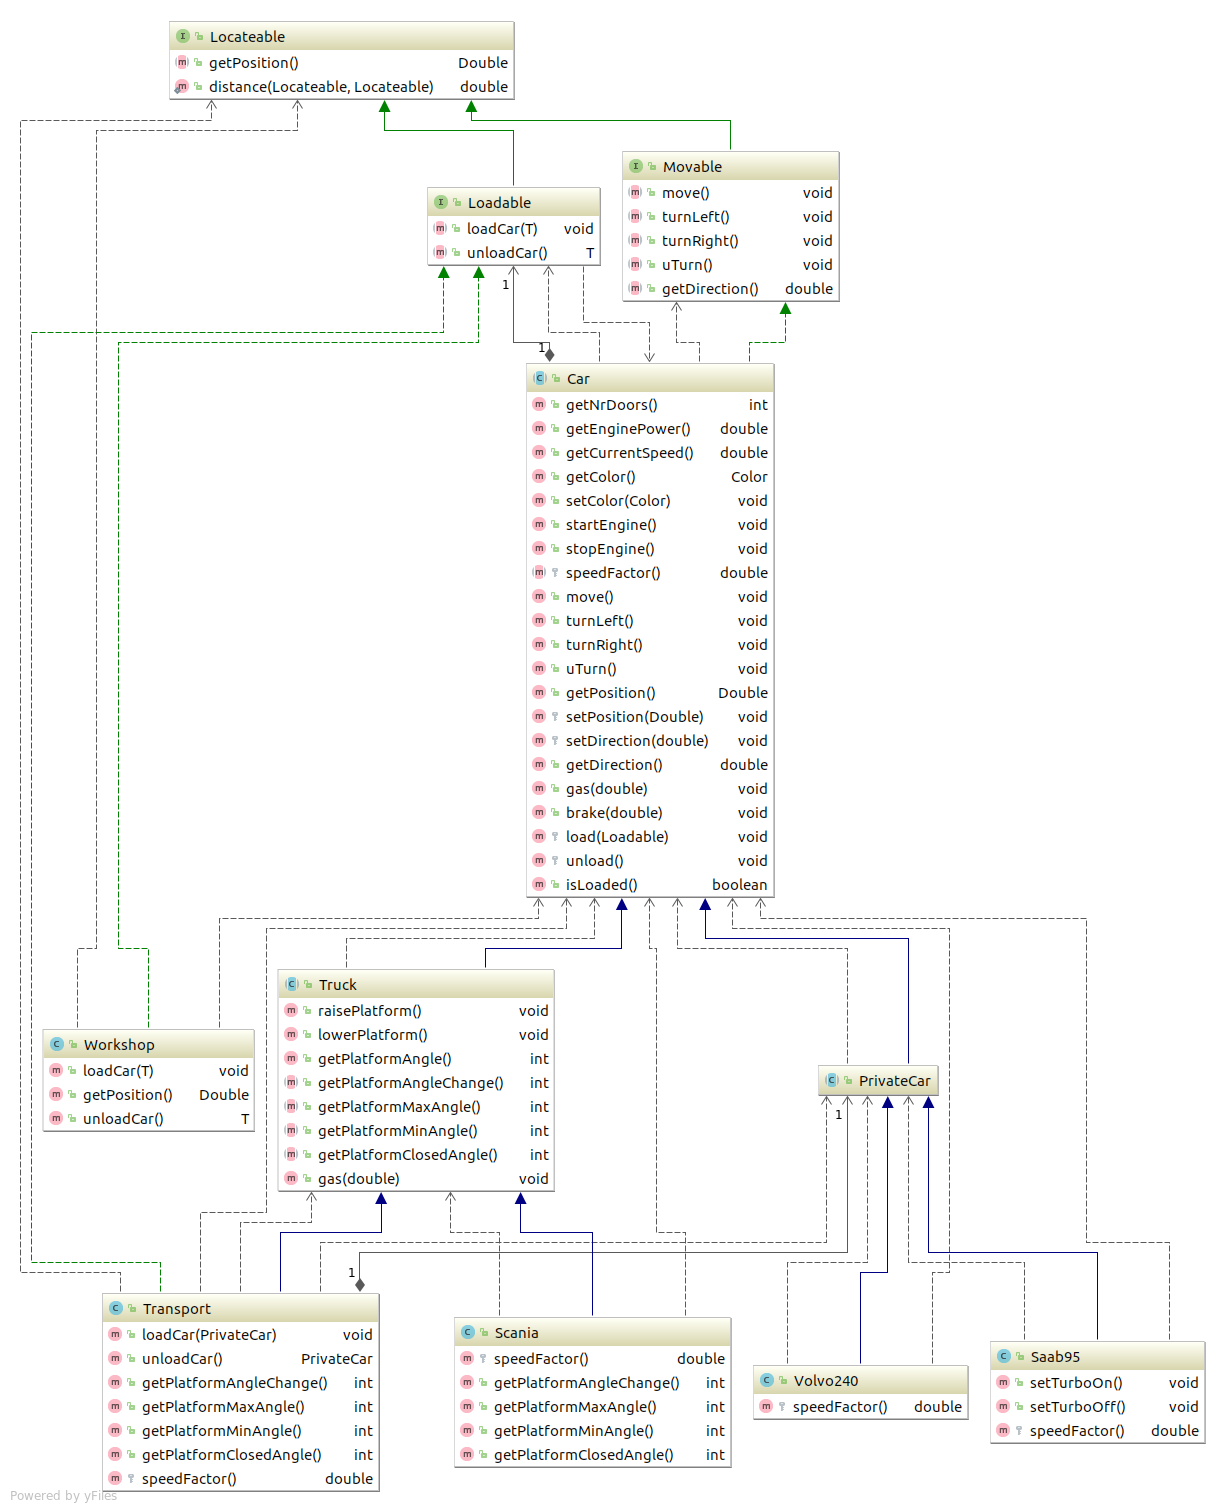 Locateable
getPosition() Double
distance(Locateable, Locateable) double
Movable
move() void
turnLeft() void
turnRight() void
uTurn() void
getDirection() double
Loadable
loadCar(T) void
unloadCar() T
1
1
Car
getNrDoors() int
getEnginePower() double
getCurrentSpeed() double
getColor() Color
setColor(Color) void
startEngine() void
stopEngine() void
speedFactor() double
move() void
turnLeft() void
turnRight() void
uTurn() void
getPosition() Double
setPosition(Double) void
setDirection(double) void
getDirection() double
gas(double) void
brake(double) void
load(Loadable) void
unload() void
isLoaded() boolean
Truck
raisePlatform() void
lowerPlatform() void
getPlatformAngle() int
getPlatformAngleChange() int
getPlatformMaxAngle() int
getPlatformMinAngle() int
getPlatformClosedAngle() int
gas(double) void
Workshop
loadCar(T) void
getPosition() Double
unloadCar() T
PrivateCar
1
1
Transport
loadCar(PrivateCar) void
unloadCar() PrivateCar
getPlatformAngleChange() int
getPlatformMaxAngle() int
getPlatformMinAngle() int
getPlatformClosedAngle() int
speedFactor() double
Scania
speedFactor() double
getPlatformAngleChange() int
getPlatformMaxAngle() int
getPlatformMinAngle() int
getPlatformClosedAngle() int
Volvo240
speedFactor() double
Saab95
setTurboOn() void
setTurboOff() void
speedFactor() double
Powered by yFiles